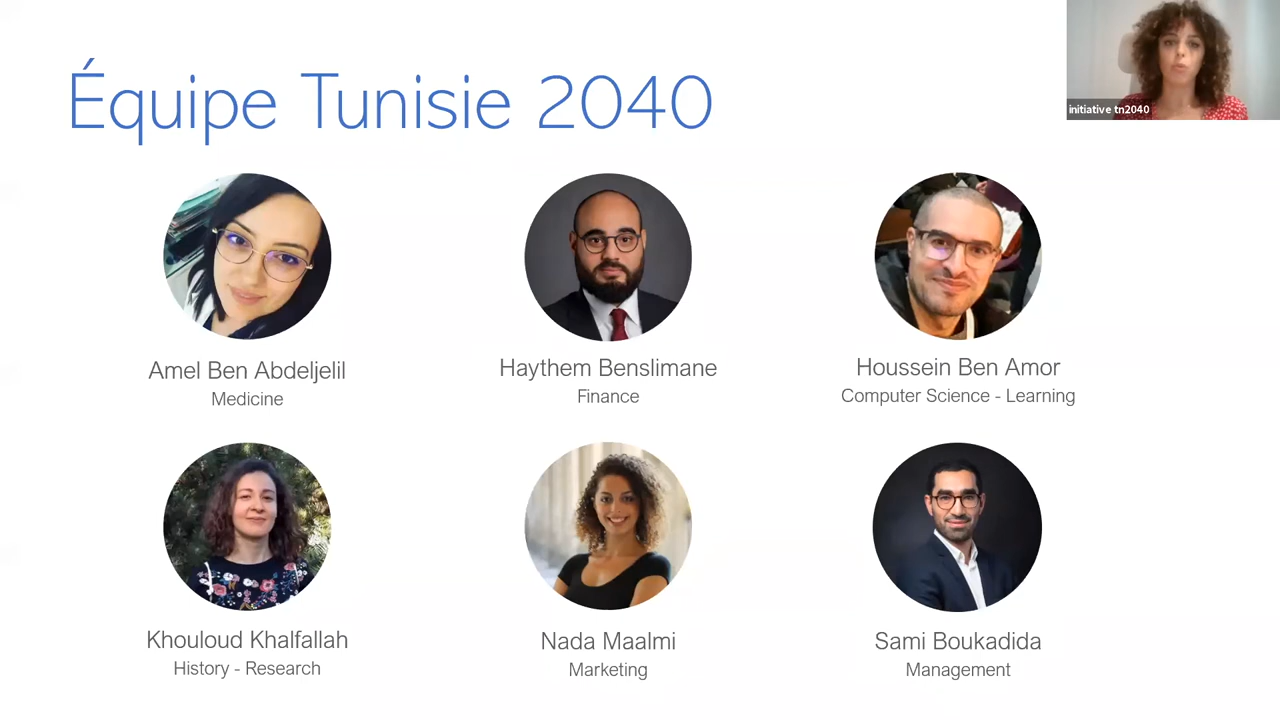 Équipe Tunisie 2040
initiative tn2040
Amel Ben Abdeljelil
Medicine
Haythem Benslimane
Finance
Houssein Ben Amor
Computer Science - Learning
Khouloud Khalfallah
History - Research
Nada Maalmi
Marketing
Sami Boukadida
Management